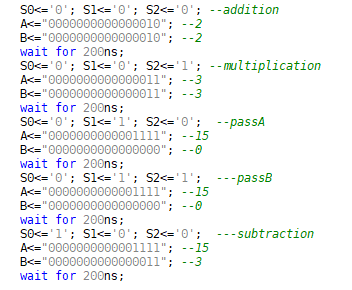 S0<='0'; S1<='0'; S2<='0'; --addition
A<="0000000000000010"; --2
B<="0000000000000010"; --2
wait for 200ns;
S0<='0'; S1<='0'; S2<='1'; --multiplication
A<="0000000000000011"; --3
B<="0000000000000011"; --3
wait for 200ns;
S0<='0'; S1<='1'; S2<='0';  --passA
A<="0000000000001111"; --15
B<="0000000000000000"; --0
wait for 200ns;
S0<='0'; S1<='1'; S2<='1';  ---passB
A<="0000000000001111"; --15
B<="0000000000000000"; --0
wait for 200ns;
S0<='1'; S1<='0'; S2<='0';  ---subtraction
A<="0000000000001111"; --15
B<="0000000000000011"; --3
wait for 200ns;